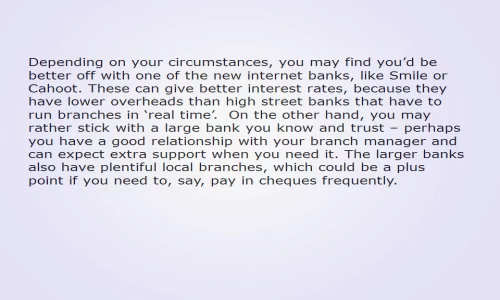 Depending on your circumstances, you may find you’d be
better off with one of the new internet banks, like Smile or
Cahoot. These can give better interest rates, because they
have lower overheads than high street banks that have to
run branches in ‘real time’.  On the other hand, you may
rather stick with a large bank you know and trust – perhaps
you have a good relationship with your branch manager and
can expect extra support when you need it. The larger banks
also have plentiful local branches, which could be a plus
point if you need to, say, pay in cheques frequently.